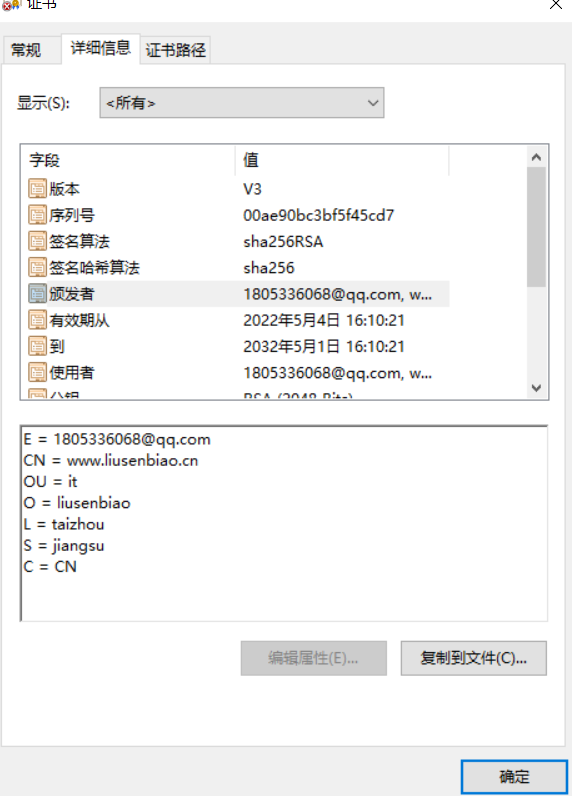 证书
常规 详细信息 证书路径
显示(S): <所有>
字段 值
版本 V3
序列号 00ae90bc3bf5f45cd7
签名算法 sha256RSA
签名哈希算法 sha256
颁发者 1805336068@qq.com, w...
有效期从 2022年5月4日 16:10:21
到 2032年5月1日 16:10:21
使用者 1805336068@qq.com, w...
公钥 RSA (2048 Bits)
E = 1805336068@qq.com
CN = www.liusenbiao.cn
OU = it
O = liusenbiao
L = taizhou
S = jiangsu
C = CN
编辑属性(E)... 复制到文件(C)...
确定